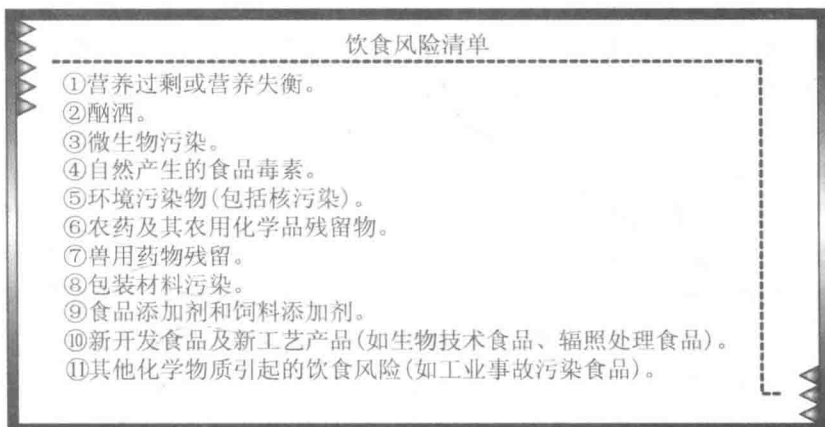 饮食风险清单
①营养过剩或营养失衡。
②酗酒。
③微生物污染。
④自然产生的食品毒素。
⑤环境污染物(包括核污染)。
⑥农药及其农用化学品残留物。
⑦兽用药物残留。
⑧包装材料污染。
⑨食品添加剂和饲料添加剂。
⑩新开发食品及新工艺产品(如生物技术食品、辐照处理食品)。
⑪其他化学物质引起的饮食风险(如工业事故污染食品)。